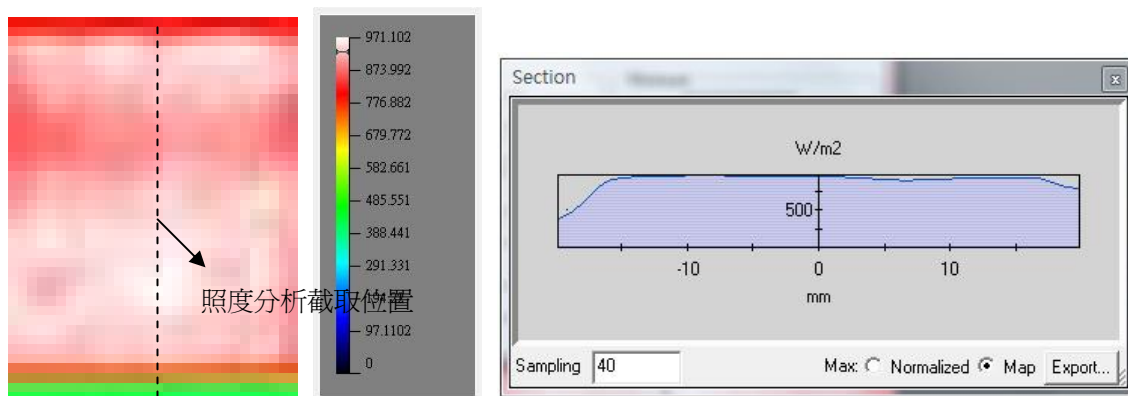 971.102
873.992
776.882
679.772
582.661
485.551
388.441
291.331
照度分析截取位置
97.1102
0
Section
W/m2
500
-10
0
10
mm
Sampling
40
Max:
Normalized
Map
Export...